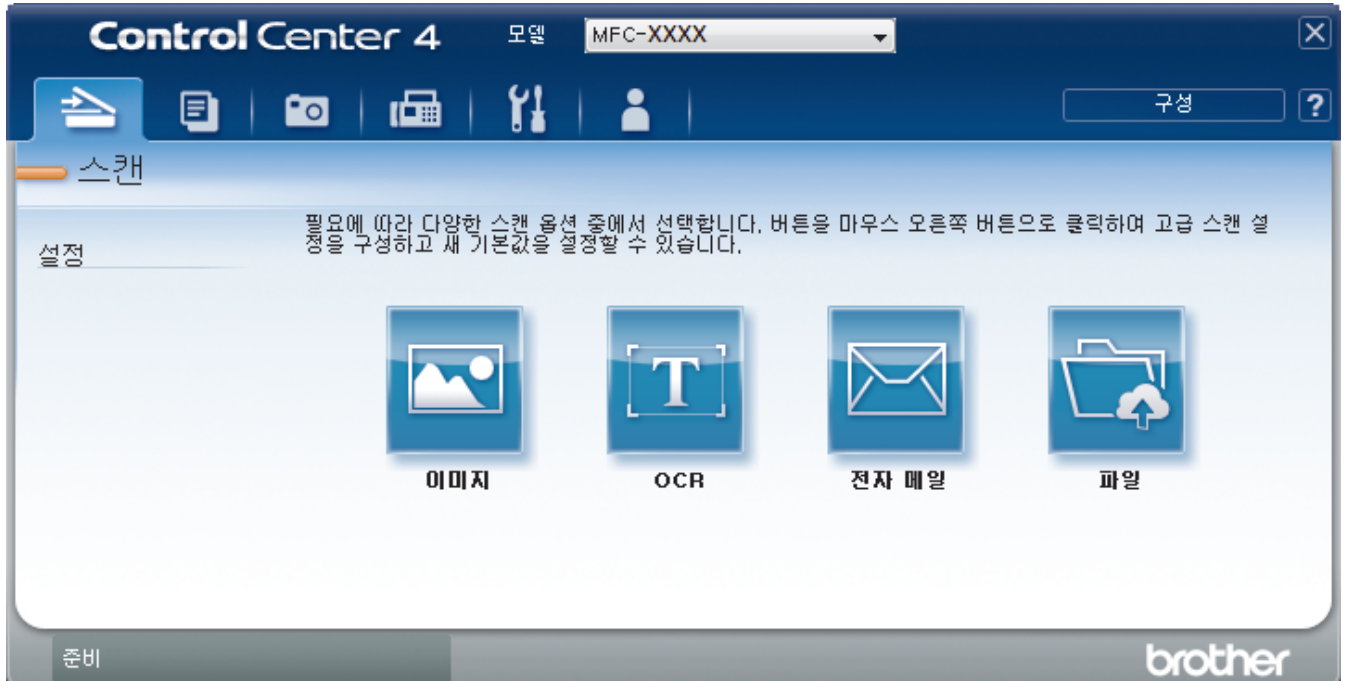 Control Center 4 모델 MFC-XXXX
구성 ?
스캔
필요에 따라 다양한 스캔 옵션 중에서 선택합니다. 버튼을 마우스 오른쪽 버튼으로 클릭하여 고급 스캔 설
정을 구성하고 새 기본값을 설정할 수 있습니다.
설정
T
이미지 OCR 전자 메일 파일
준비 brother